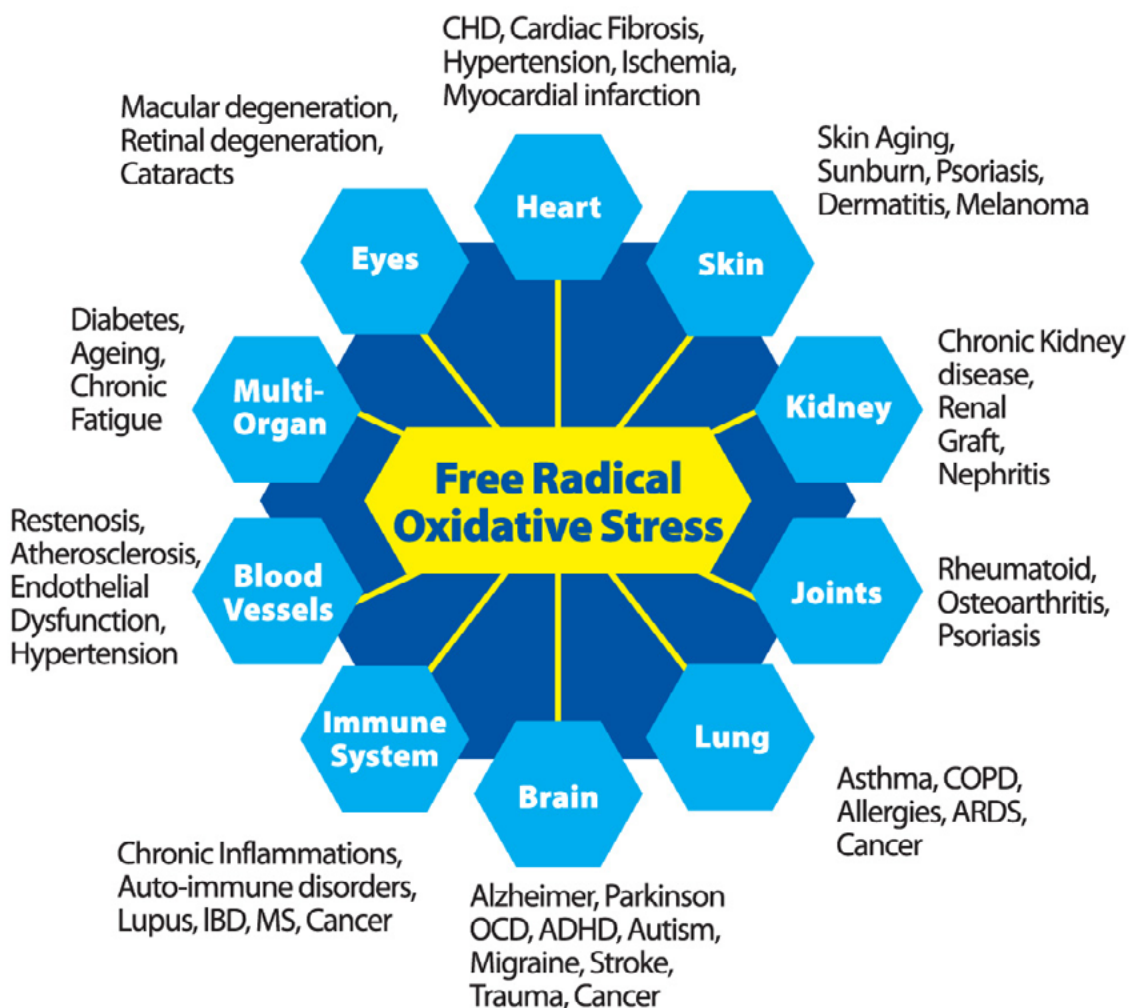 CHD, Cardiac Fibrosis,
Hypertension, Ischemia,
Myocardial infarction
Macular degeneration,
Retinal degeneration,
Cataracts
Skin Aging,
Sunburn, Psoriasis,
Dermatitis, Melanoma
Heart
Eyes
Skin
Diabetes,
Ageing,
Chronic
Fatigue
Multi-
Organ
Kidney
Chronic Kidney
disease,
Renal
Graft,
Nephritis
Free Radical
Oxidative Stress
Restenosis,
Atherosclerosis,
Endothelial
Dysfunction,
Hypertension
Blood
Vessels
Joints
Rheumatoid,
Osteoarthritis,
Psoriasis
Immune
System
Lung
Brain
Asthma, COPD,
Allergies, ARDS,
Cancer
Chronic Inflammations,
Auto-immune disorders,
Lupus, IBD, MS, Cancer
Alzheimer, Parkinson
OCD, ADHD, Autism,
Migraine, Stroke,
Trauma, Cancer